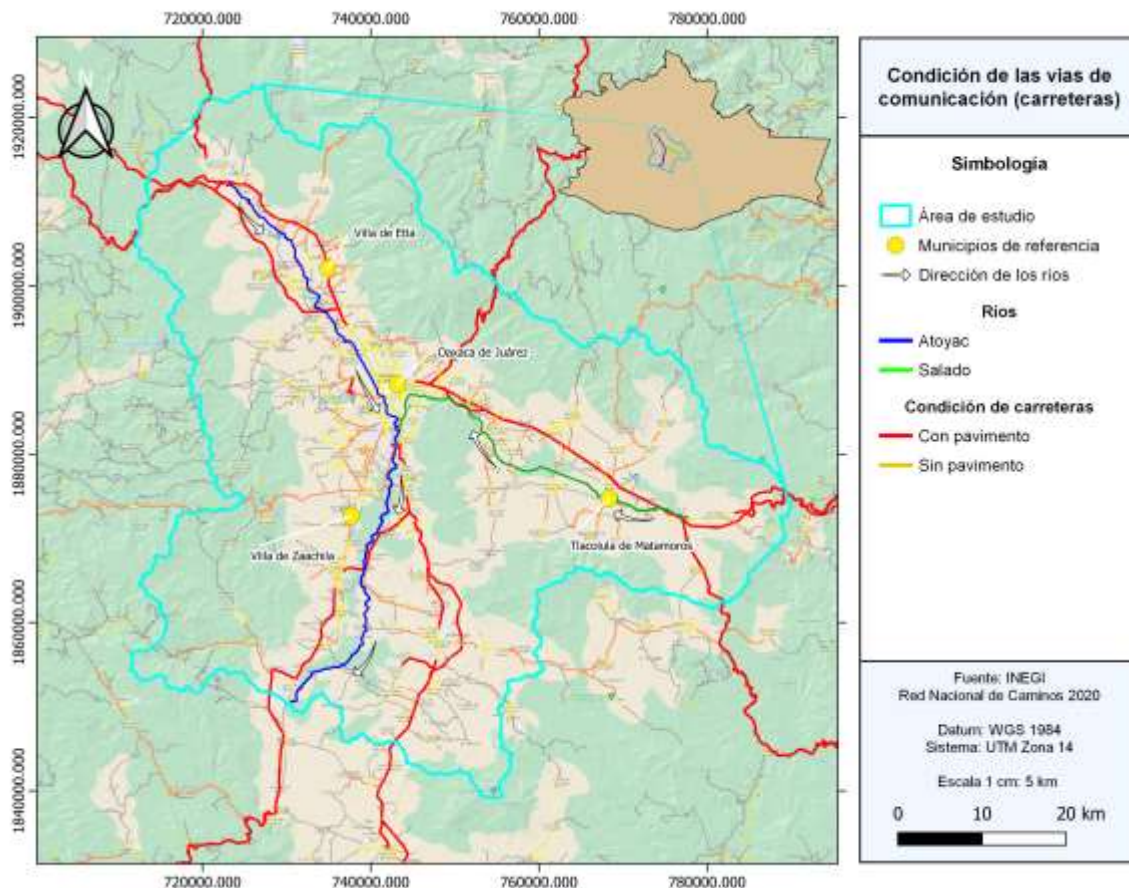 720000.000
740000.000
760000.000
780000.000
1920000.000
1900000.000
1880000.000
1860000.000
1840000.000
N
Villa de Etla
Oaxaca de Juárez
Villa de Zaachila
Tlacolula de Matamoros
720000.000
740000.000
760000.000
780000.000
Condición de las vias de
comunicación (carreteras)
Simbología
Área de estudio
Municipios de referencia
Dirección de los ríos
Ríos
Atoyac
Salado
Condición de carreteras
Con pavimento
Sin pavimento
Fuente: INEGI
Red Nacional de Caminos 2020
Datum: WGS 1984
Sistema: UTM Zona 14
Escala 1 cm: 5 km
0
10
20 km